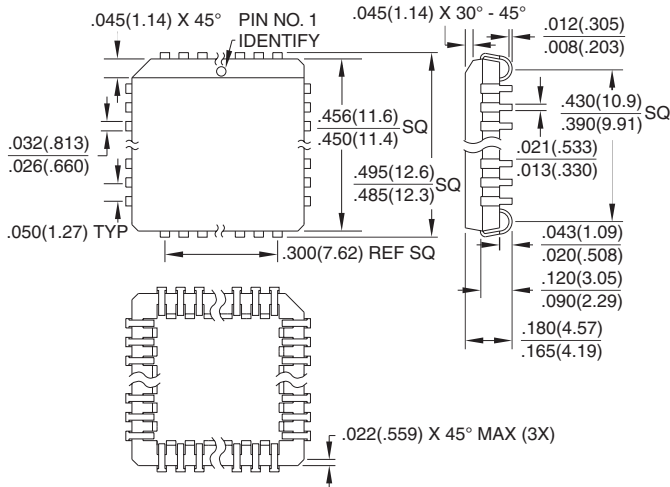 .045(1.14) X 45°
PIN NO. 1
IDENTIFY
.045(1.14) X 30° - 45°
.012(.305)
.008(.203)
.456(11.6)
.450(11.4)
SQ
.430(10.9)
.390(9.91)
SQ
.032(.813)
.026(.660)
.021(.533)
.013(.330)
.495(12.6)
.485(12.3)
SQ
.050(1.27) TYP
.300(7.62) REF SQ
.043(1.09)
.020(.508)
.120(3.05)
.090(2.29)
.180(4.57)
.165(4.19)
.022(.559) X 45° MAX (3X)